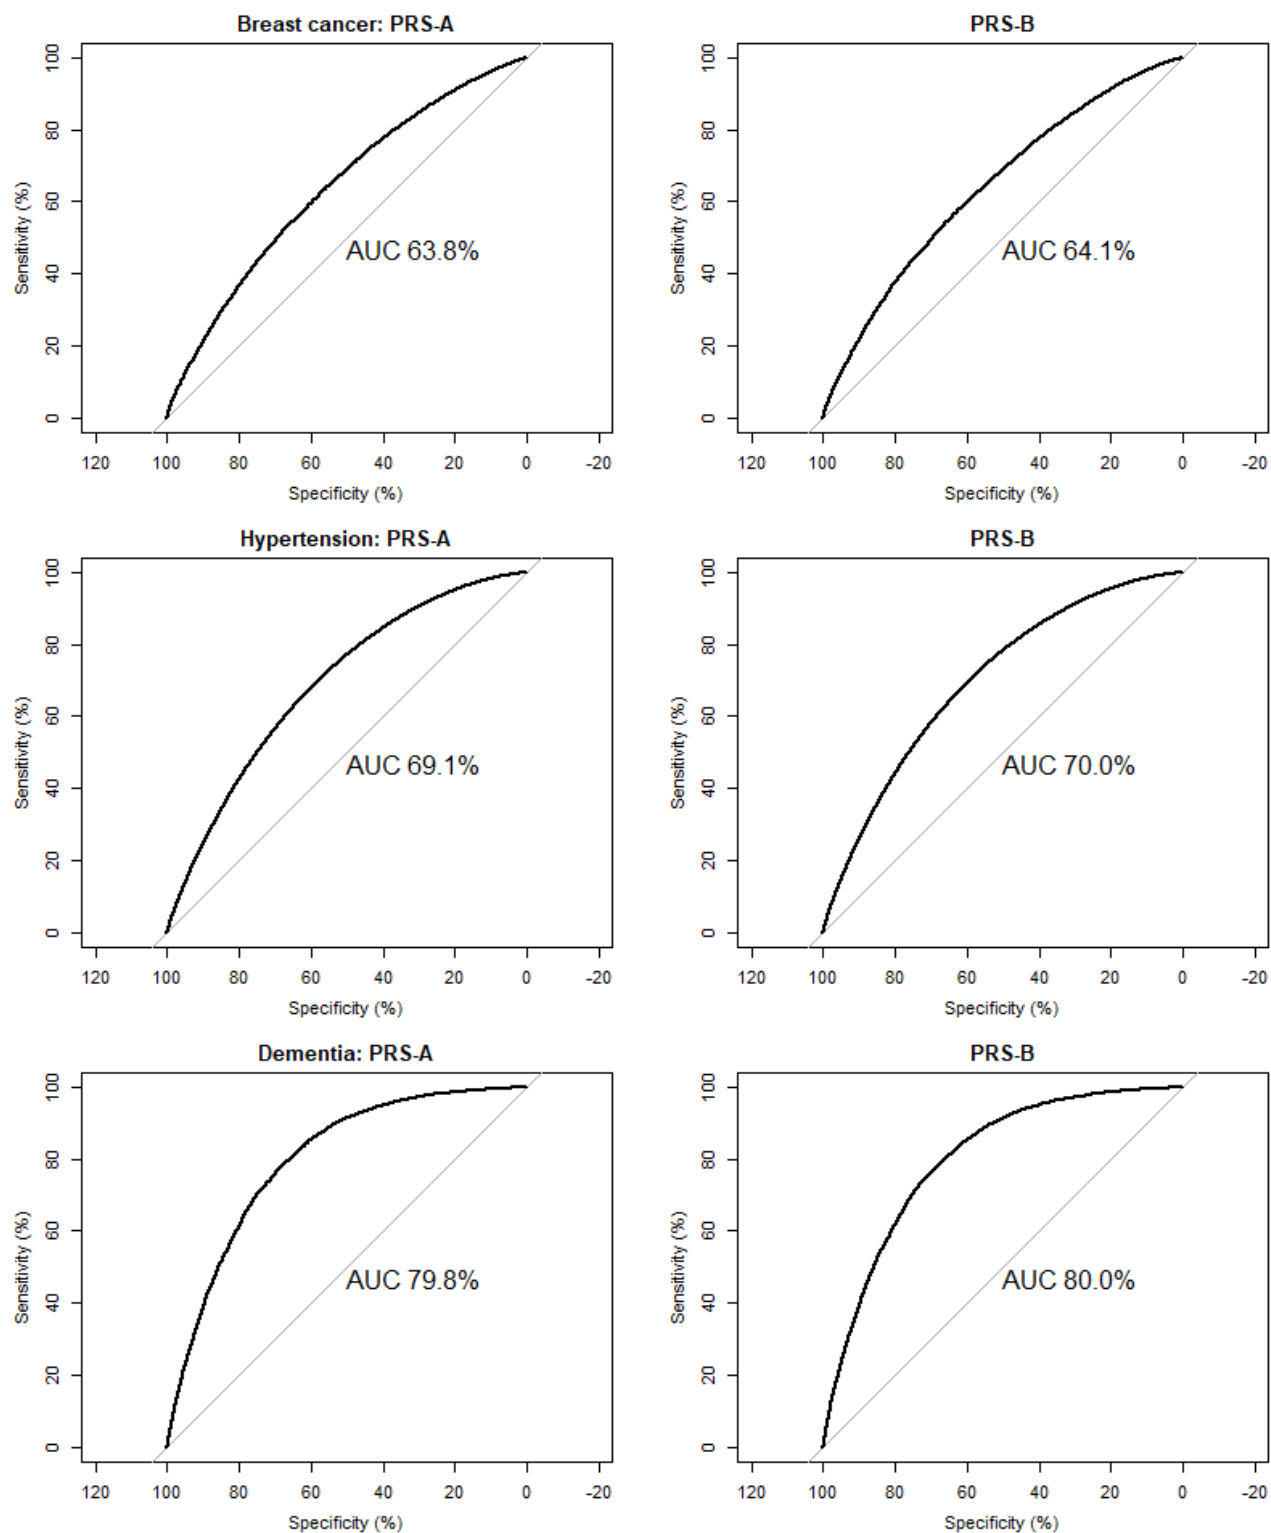 Breast cancer: PRS-A
Sensitivity (%)
100
80
60
40
20
0
AUC 63.8%
120 100 80 60 40 20 0 -20
Specificity (%)
PRS-B
Sensitivity (%)
100
80
60
40
20
0
AUC 64.1%
120 100 80 60 40 20 0 -20
Specificity (%)
Hypertension: PRS-A
Sensitivity (%)
100
80
60
40
20
0
AUC 69.1%
120 100 80 60 40 20 0 -20
Specificity (%)
PRS-B
Sensitivity (%)
100
80
60
40
20
0
AUC 70.0%
120 100 80 60 40 20 0 -20
Specificity (%)
Dementia: PRS-A
Sensitivity (%)
100
80
60
40
20
0
AUC 79.8%
120 100 80 60 40 20 0 -20
Specificity (%)
PRS-B
Sensitivity (%)
100
80
60
40
20
0
AUC 80.0%
120 100 80 60 40 20 0 -20
Specificity (%)